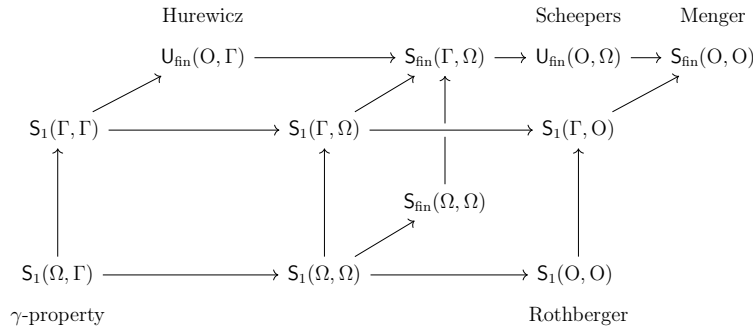 Hurewicz Scheepers Menger
U_fin(O, Γ) S_fin(Γ, Ω) U_fin(O, Ω) S_fin(O, O)
S_1(Γ, Γ) S_1(Γ, Ω) S_1(Γ, O)
S_fin(Ω, Ω)
S_1(Ω, Γ) S_1(Ω, Ω) S_1(O, O)
γ-property Rothberger